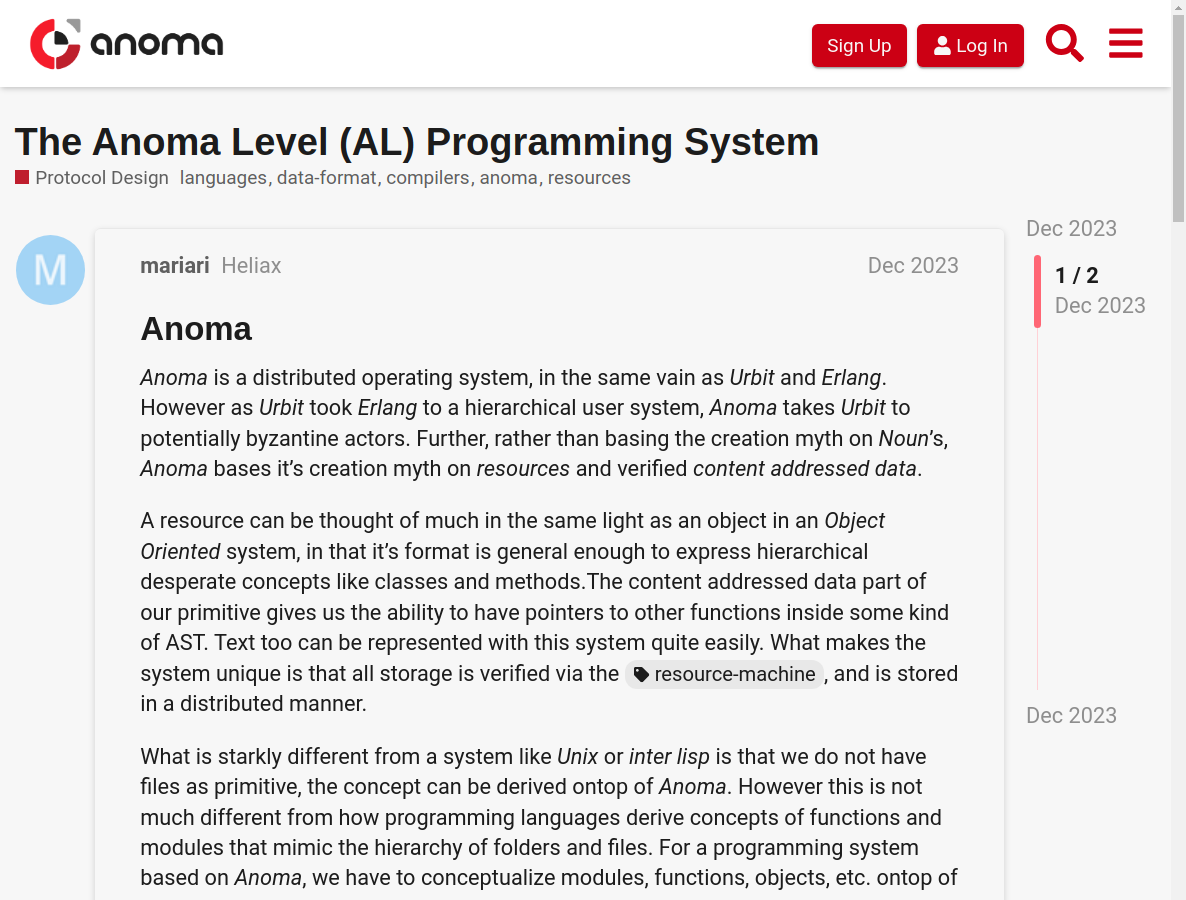 anoma
Sign Up
Log In
The Anoma Level (AL) Programming System
Protocol Design languages, data-format, compilers, anoma, resources
M
mariari Heliax
Dec 2023
Anoma
Anoma is a distributed operating system, in the same vain as Urbit and Erlang.
However as Urbit took Erlang to a hierarchical user system, Anoma takes Urbit to
potentially byzantine actors. Further, rather than basing the creation myth on Noun’s,
Anoma bases it’s creation myth on resources and verified content addressed data.
A resource can be thought of much in the same light as an object in an Object
Oriented system, in that it’s format is general enough to express hierarchical
desperate concepts like classes and methods.The content addressed data part of
our primitive gives us the ability to have pointers to other functions inside some kind
of AST. Text too can be represented with this system quite easily. What makes the
system unique is that all storage is verified via the resource-machine, and is stored
in a distributed manner.
What is starkly different from a system like Unix or inter lisp is that we do not have
files as primitive, the concept can be derived ontop of Anoma. However this is not
much different from how programming languages derive concepts of functions and
modules that mimic the hierarchy of folders and files. For a programming system
based on Anoma, we have to conceptualize modules, functions, objects, etc. ontop of
Dec 2023
1 / 2
Dec 2023
Dec 2023